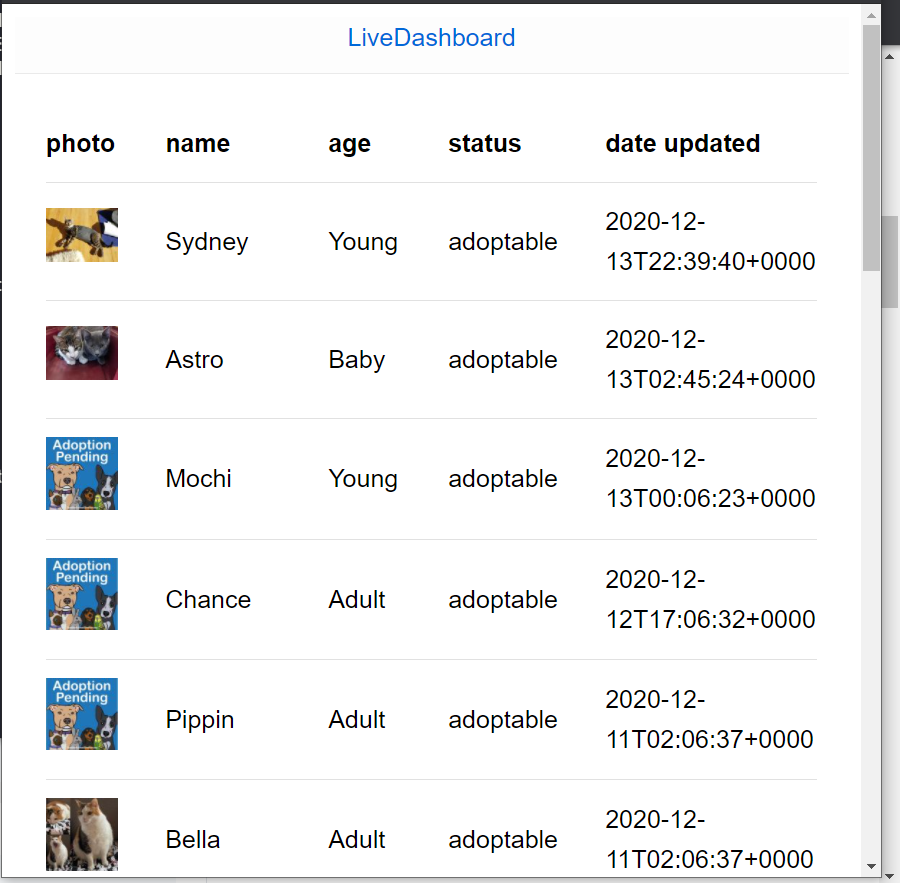 LiveDashboard
photo name age status date updated
Sydney Young adoptable 2020-12-
13T22:39:40+0000
Astro Baby adoptable 2020-12-
13T02:45:24+0000
Adoption
Pending
Mochi Young adoptable 2020-12-
13T00:06:23+0000
Adoption
Pending
Chance Adult adoptable 2020-12-
12T17:06:32+0000
Adoption
Pending
Pippin Adult adoptable 2020-12-
11T02:06:37+0000
Bella Adult adoptable 2020-12-
11T02:06:37+0000